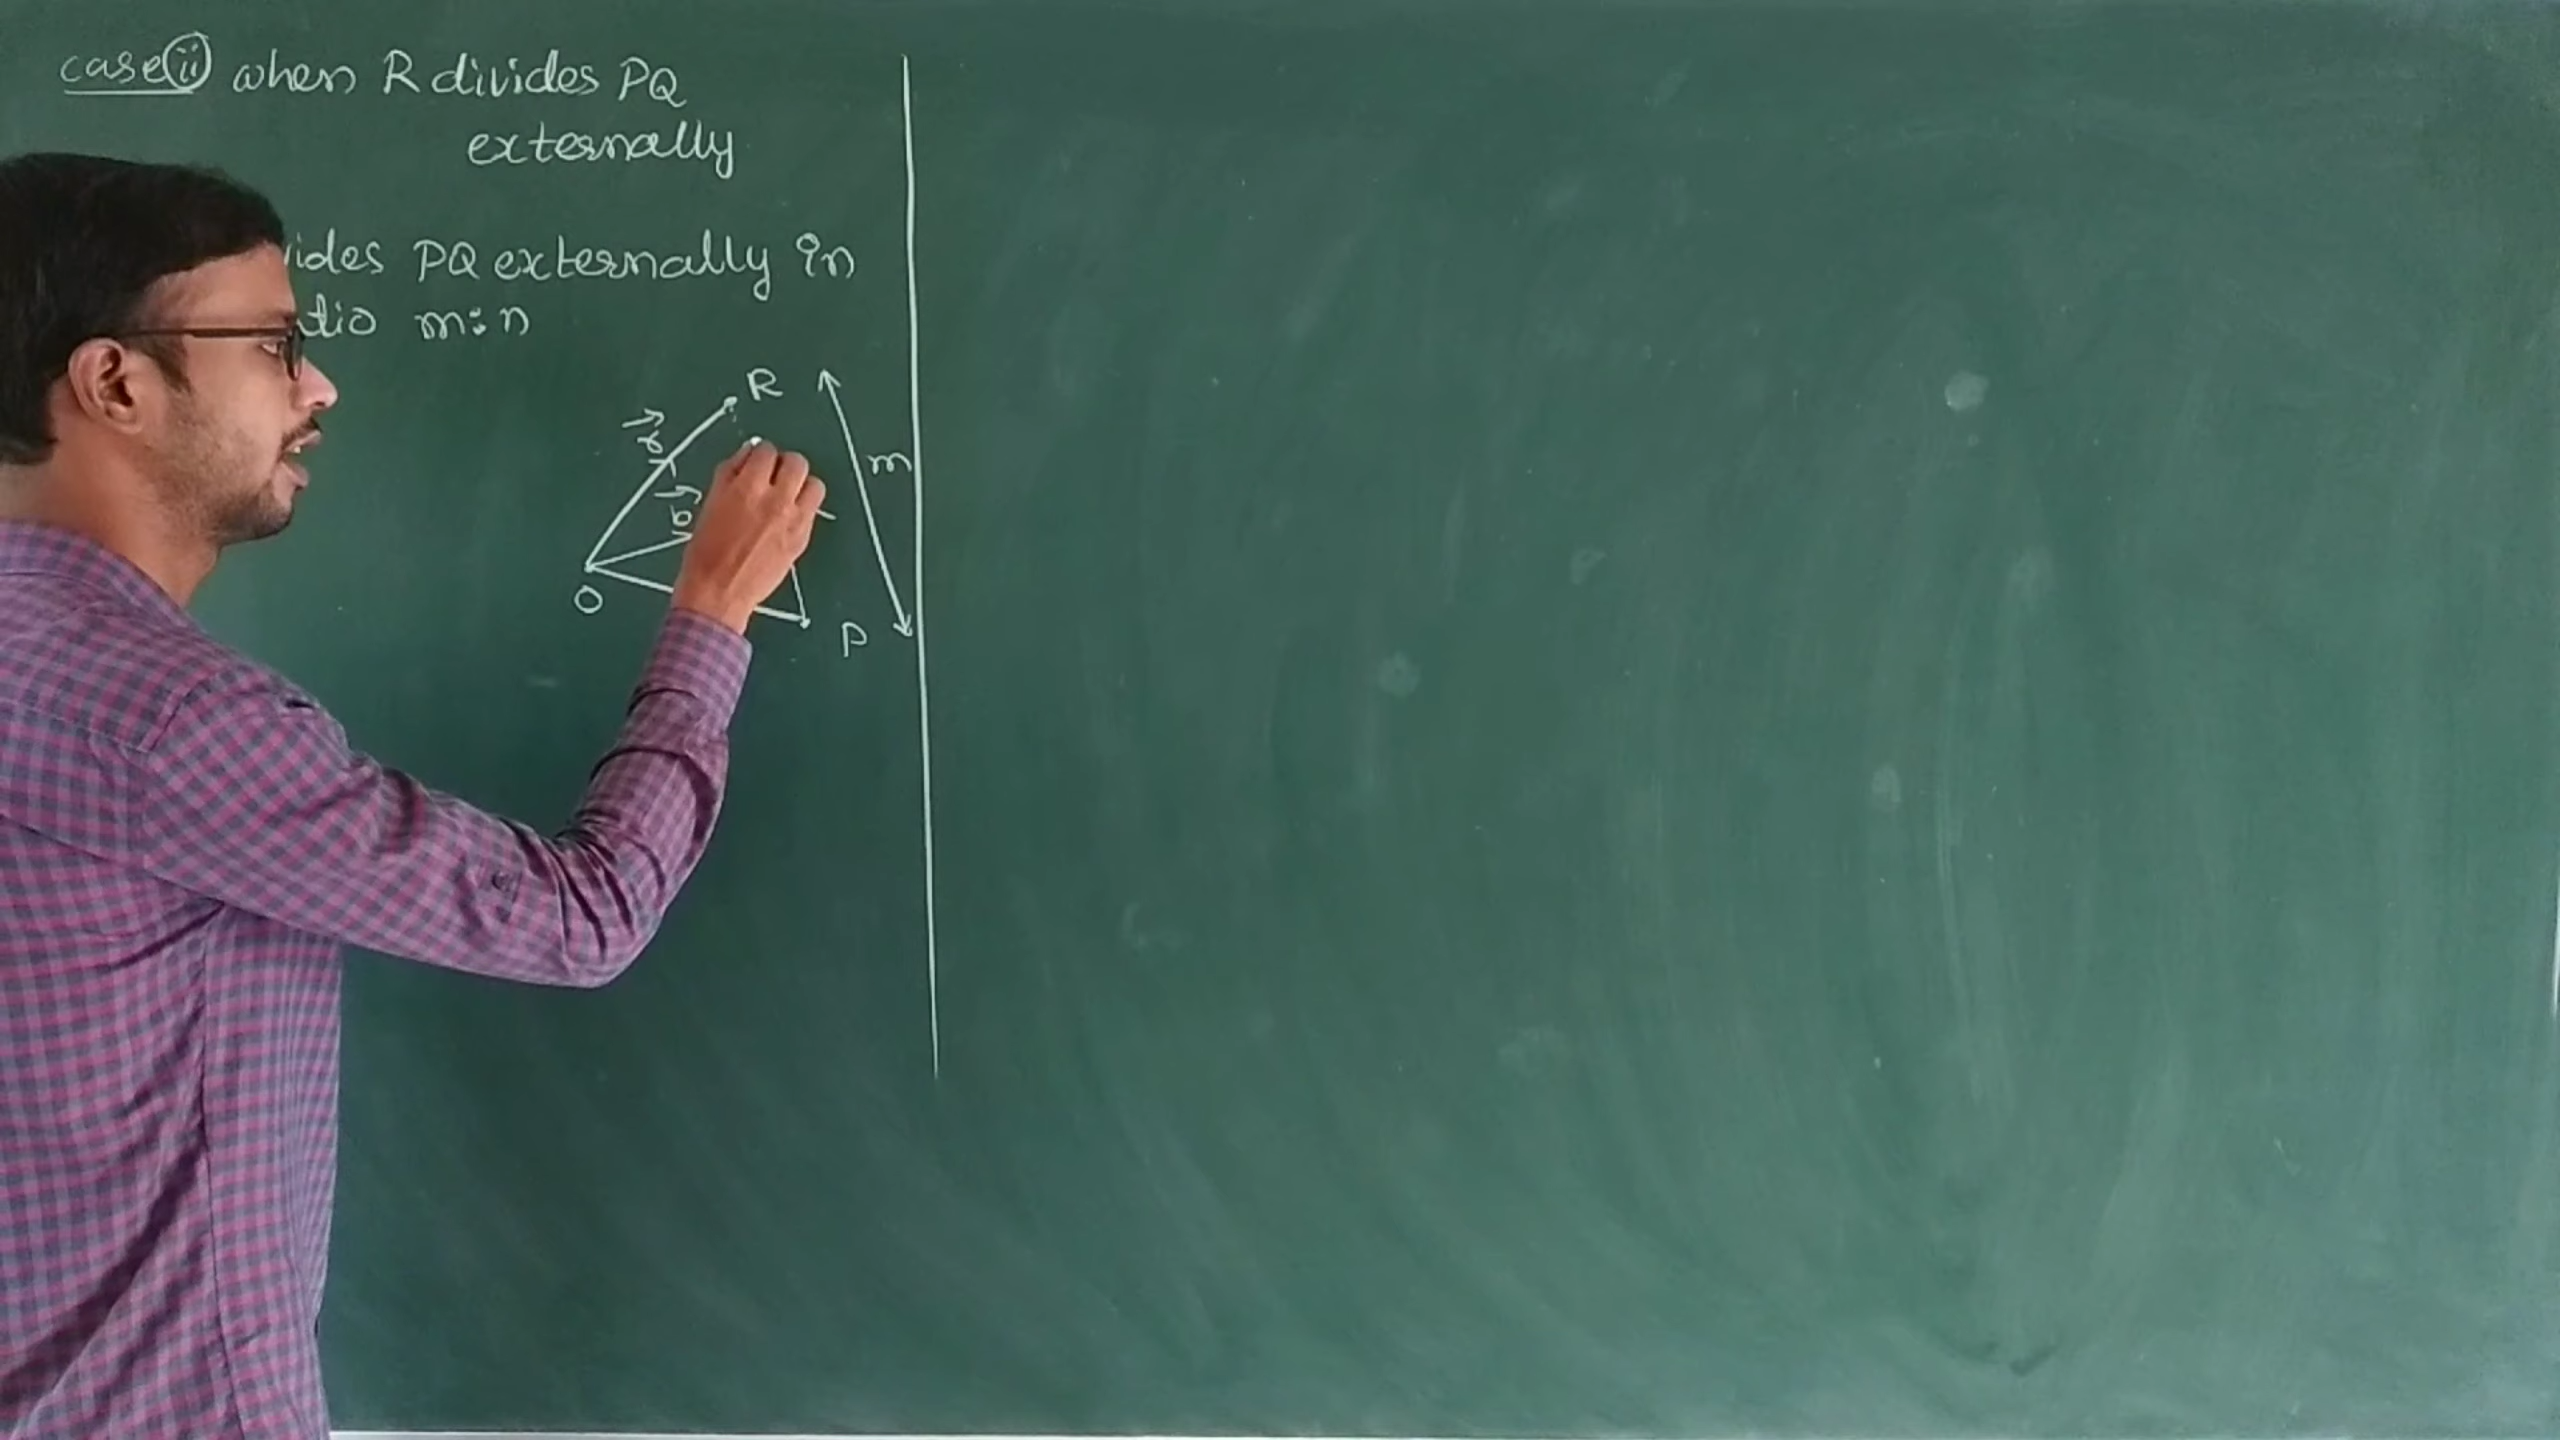 case ii when R divides PQ
externally
vides PQ externally in
tio m:n
R
r
m
b
O
P